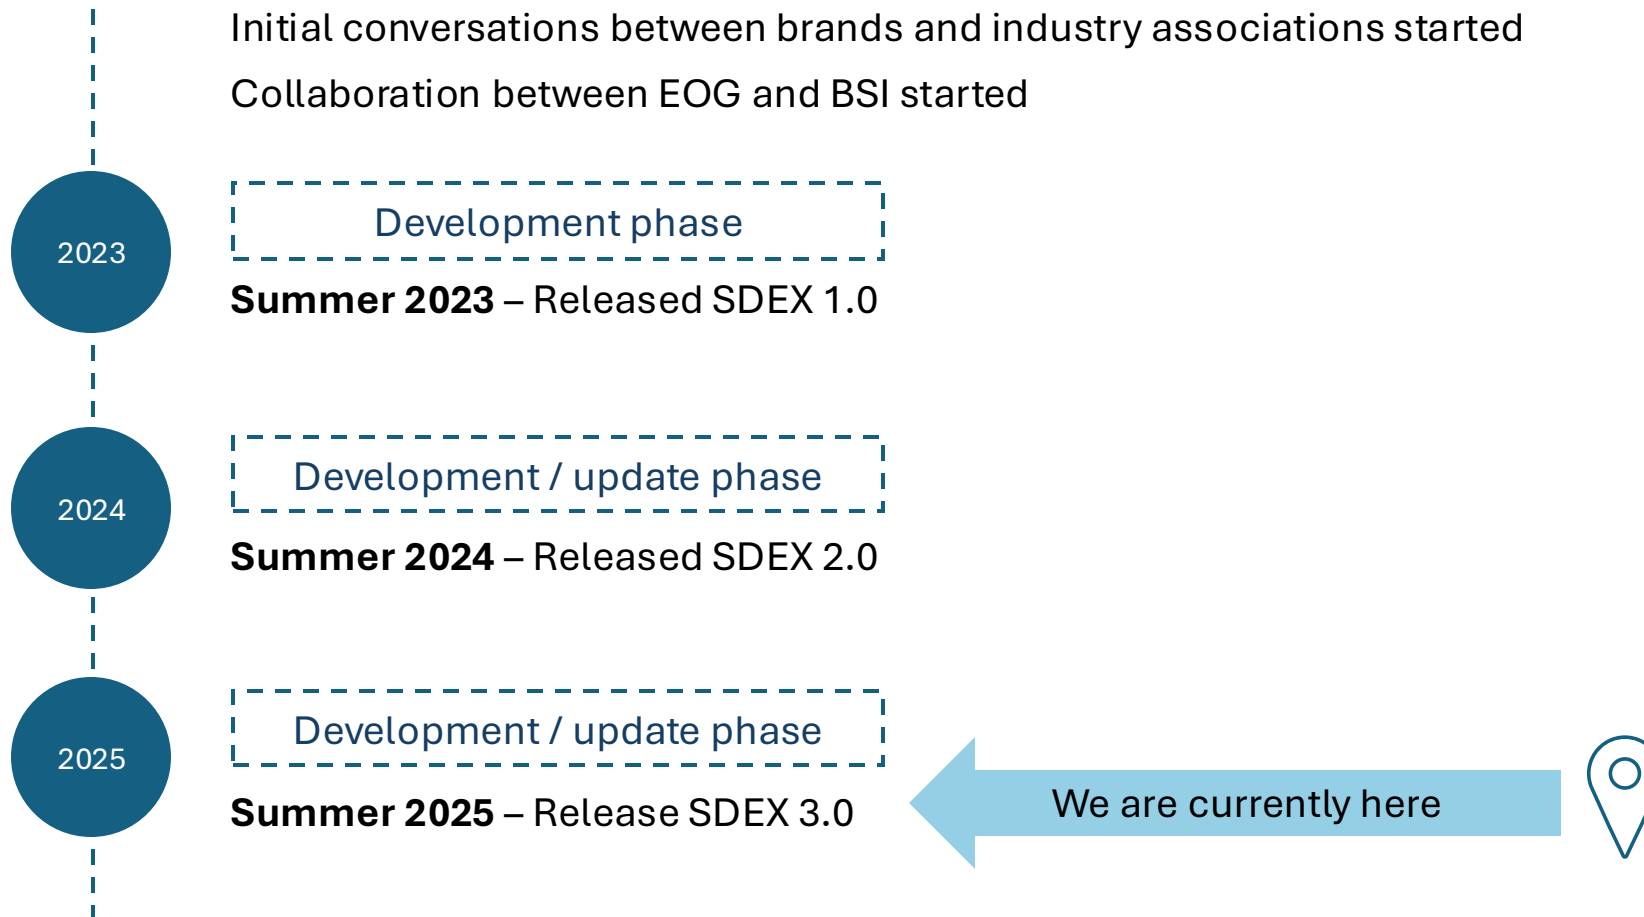 Initial conversations between brands and industry associations started
Collaboration between EOG and BSI started
2023
Development phase
Summer 2023 – Released SDEX 1.0
2024
Development / update phase
Summer 2024 – Released SDEX 2.0
2025
Development / update phase
Summer 2025 – Release SDEX 3.0
We are currently here